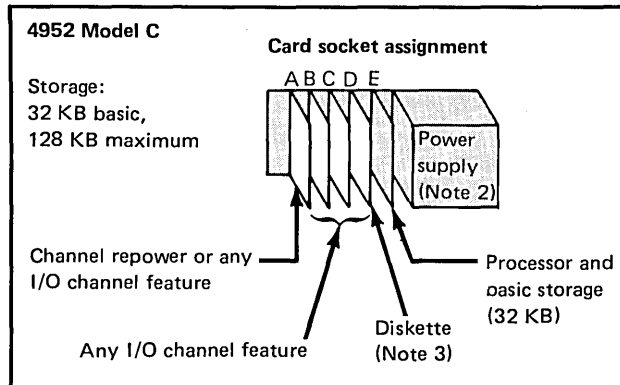 4952 Model C
Storage:
32 KB basic,
128 KB maximum
Card socket assignment
A B C D E
Power
supply
(Note 2)
Channel repower or any
I/O channel feature
Any I/O channel feature
Diskette
(Note 3)
Processor and
basic storage
(32 KB)